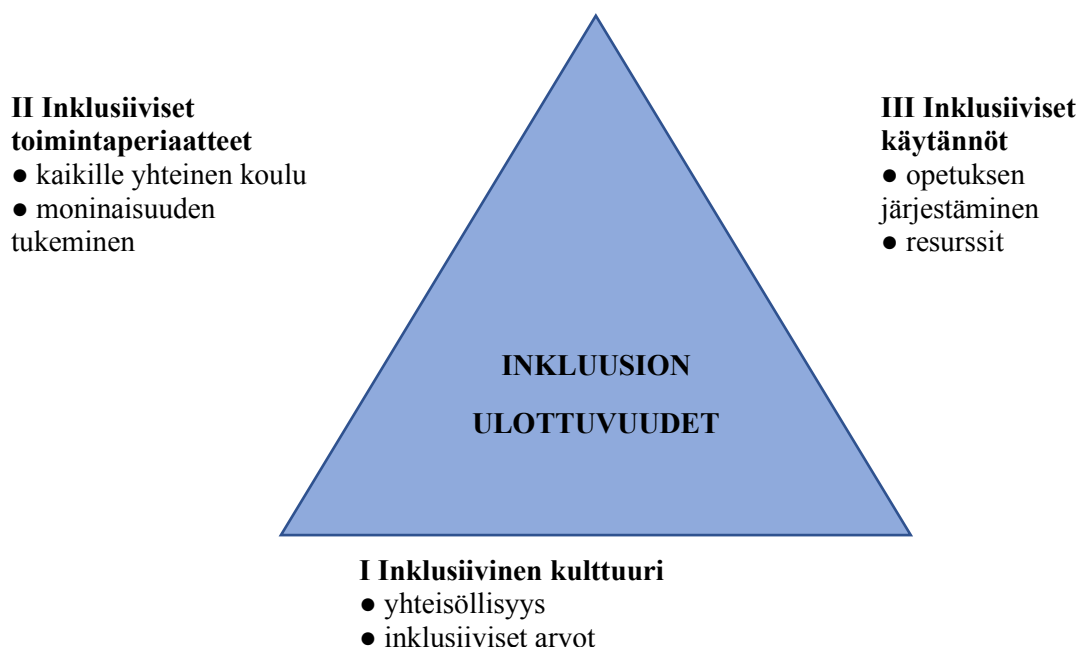 II Inklusiiviset
toimintaperiaatteet
● kaikille yhteinen koulu
● moninaisuuden
tukeminen
III Inklusiiviset
käytännöt
● opetuksen
järjestäminen
● resurssit
INKLUUSION
ULOTTUVUUDET
I Inklusiivinen kulttuuri
● yhteisöllisyys
● inklusiiviset arvot